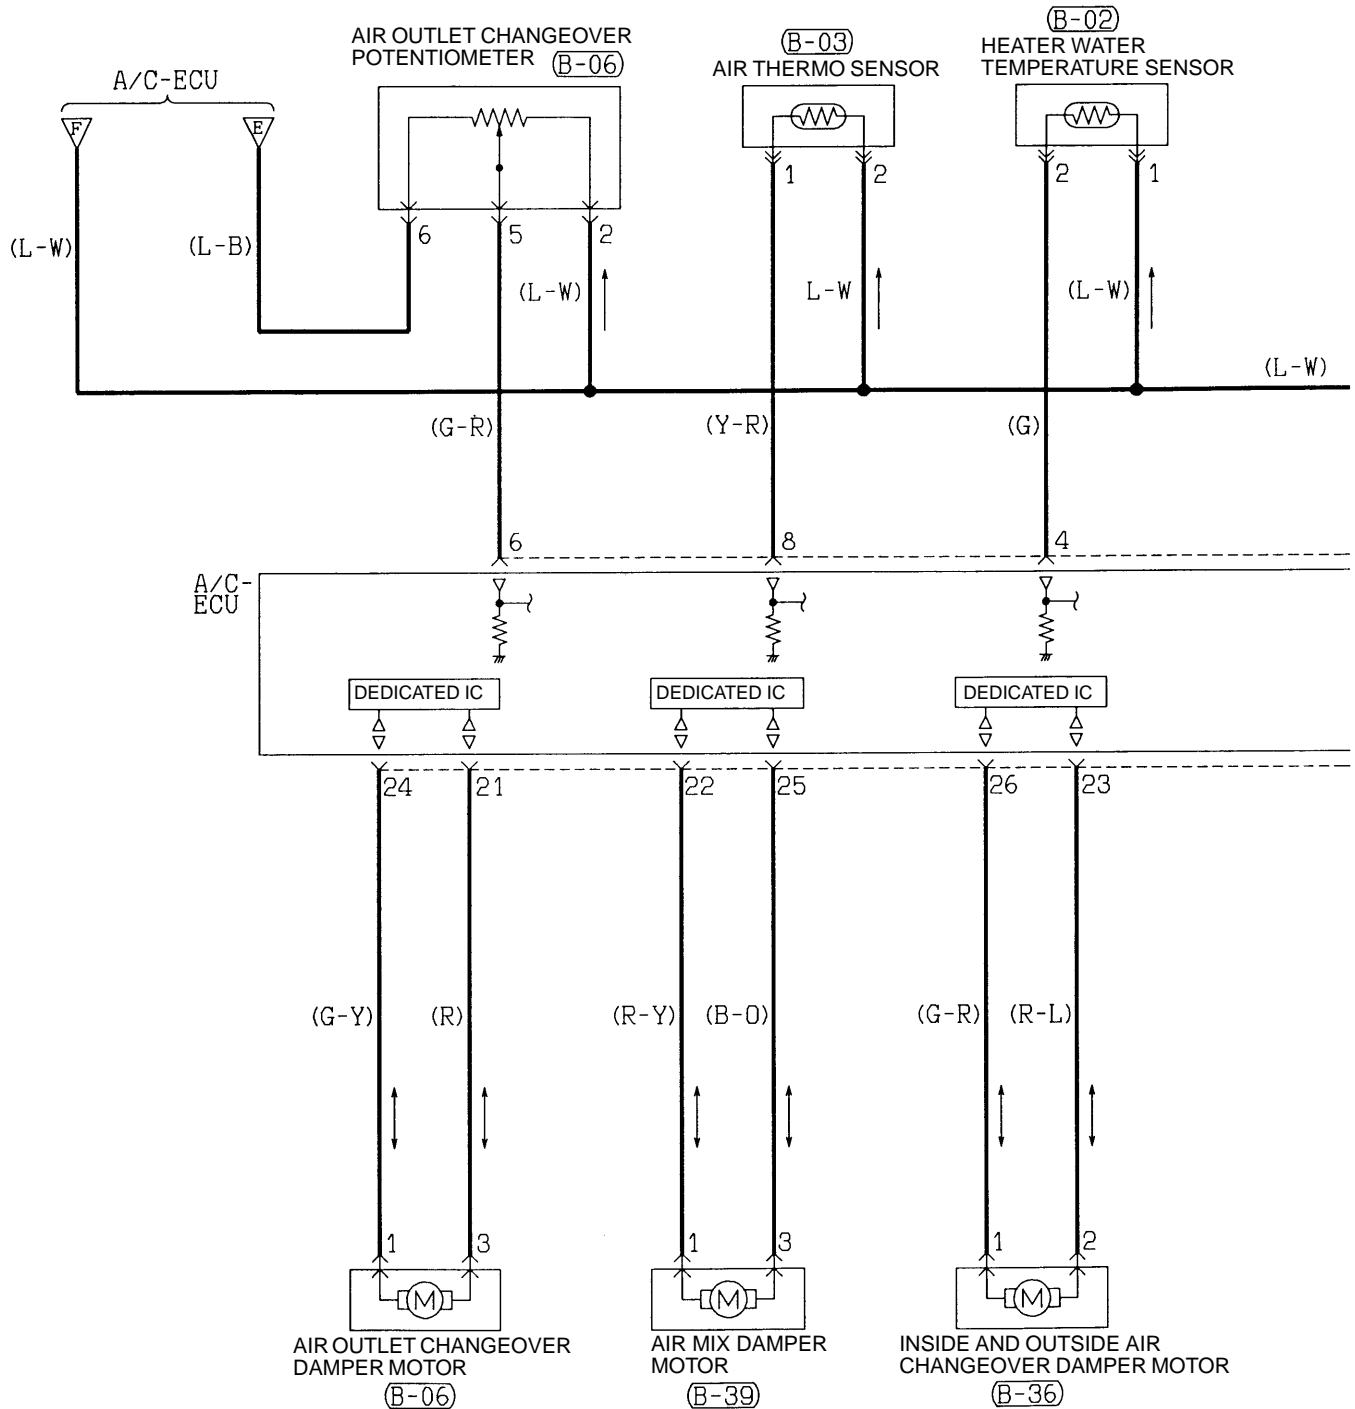 (B-02)
AIR OUTLET CHANGEOVER
POTENTIOMETER (B-06)
(B-03)
AIR THERMO SENSOR
HEATER WATER
TEMPERATURE SENSOR
A/C-ECU
F
E
1
2
2
1
6
5
2
(L-W)
(L-B)
(L-W)
L-W
(L-W)
(L-W)
(G-R)
(Y-R)
(G)
6
8
4
A/C-
ECU
DEDICATED IC
DEDICATED IC
DEDICATED IC
24
21
22
25
26
23
(G-Y)
(R)
(R-Y)
(B-O)
(G-R)
(R-L)
1
3
1
3
1
2
M
M
M
AIR OUTLET CHANGEOVER
DAMPER MOTOR
(B-06)
AIR MIX DAMPER
MOTOR
(B-39)
INSIDE AND OUTSIDE AIR
CHANGEOVER DAMPER MOTOR
(B-36)